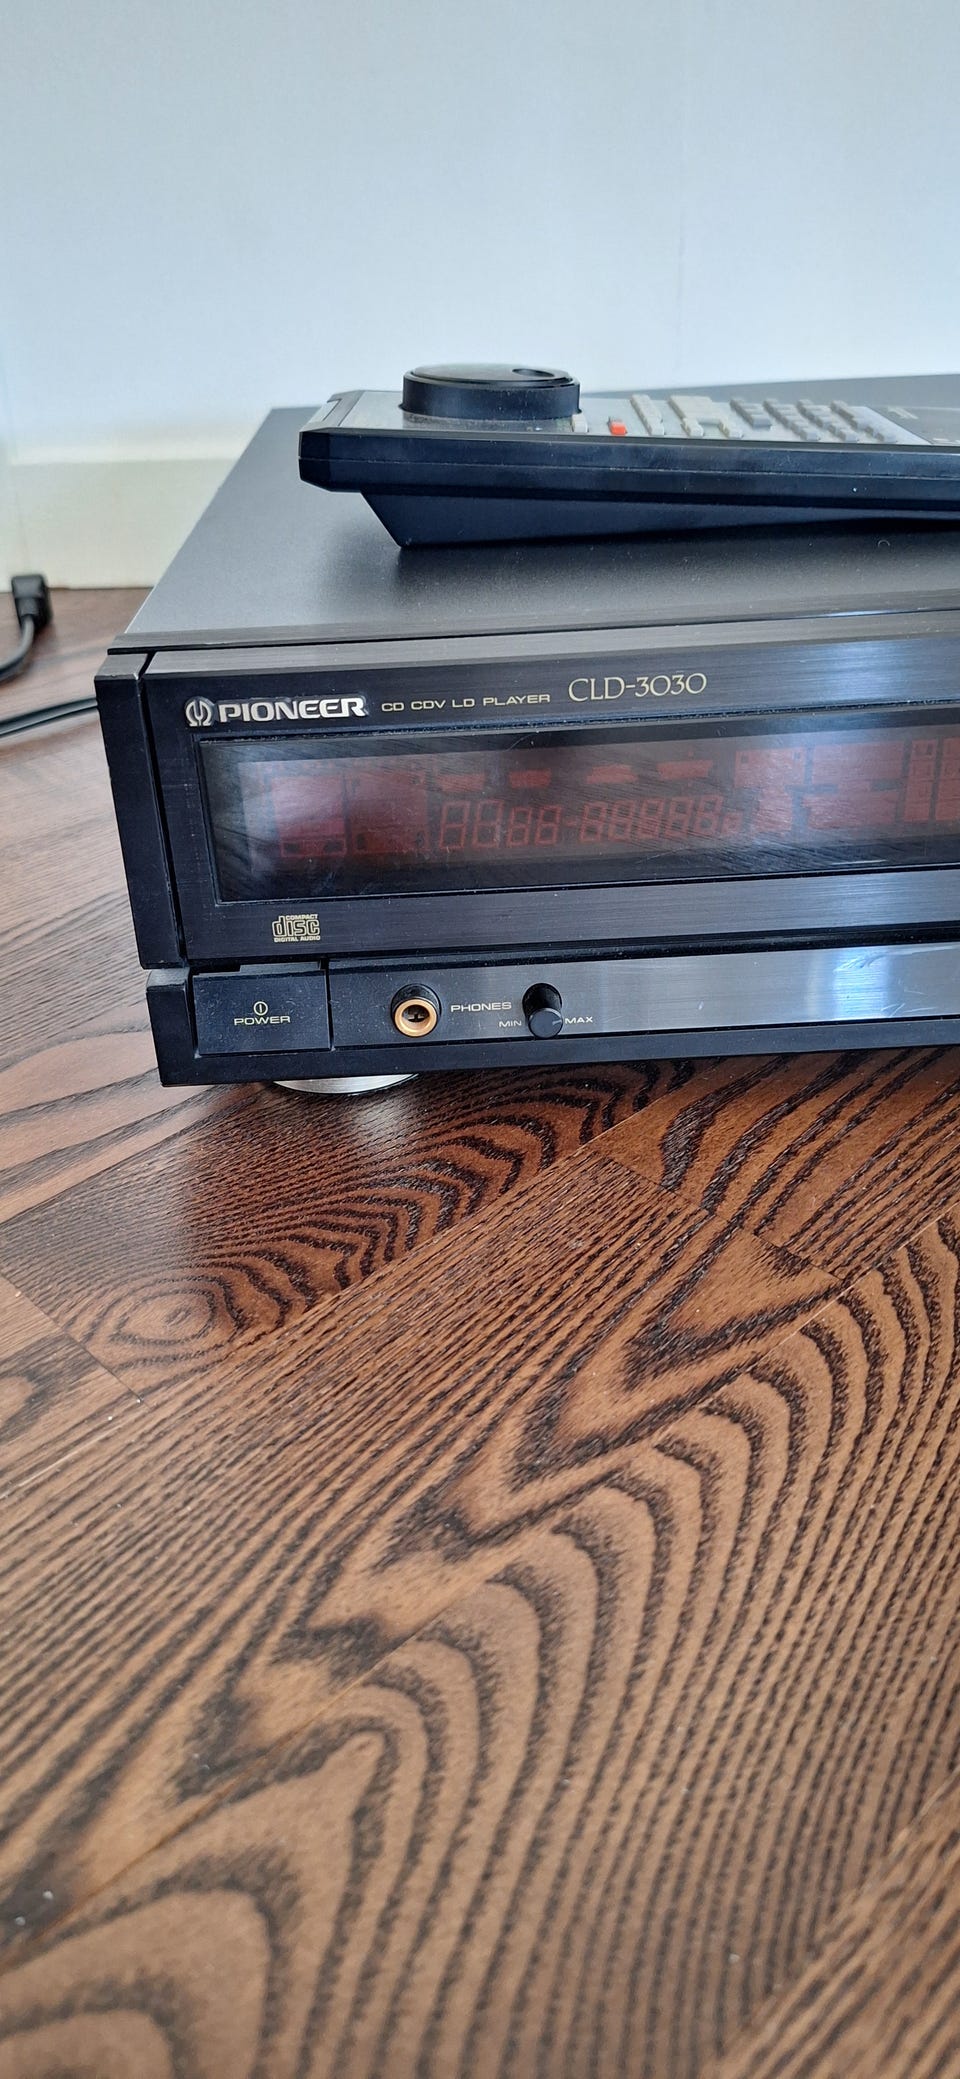 PIONEER CD CDV LD PLAYER CLD-3030
COMPACT
disc
DIGITAL AUDIO
POWER
PHONES
MIN MAX